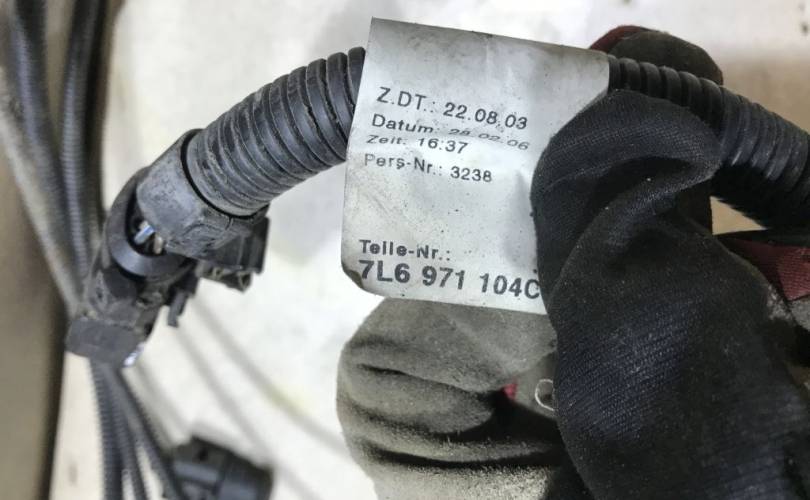 Z.DT.: 22.08.03
Datum: 28.02.06
Zeit: 16:37
Pers-Nr.: 3238
Teile-Nr.:
7L6 971 104C